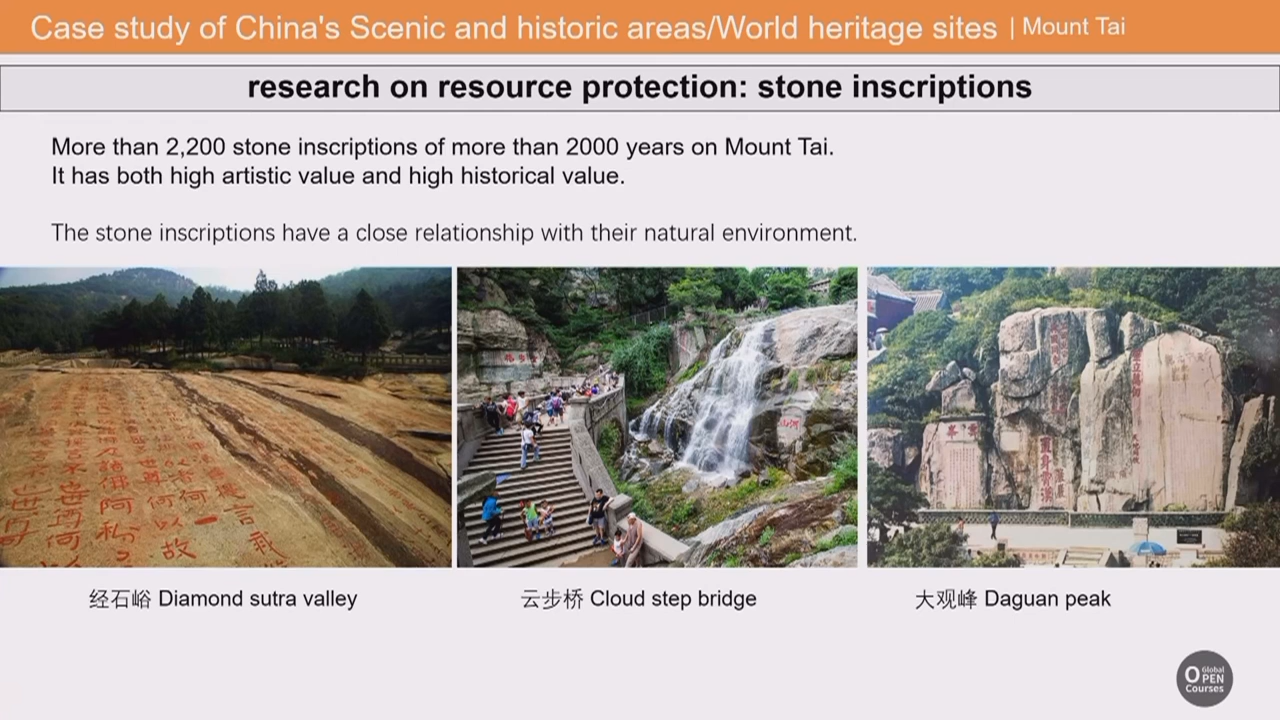 Case study of China's Scenic and historic areas/World heritage sites | Mount Tai
research on resource protection: stone inscriptions
More than 2,200 stone inscriptions of more than 2000 years on Mount Tai.
It has both high artistic value and high historical value.
The stone inscriptions have a close relationship with their natural environment.
经石峪 Diamond sutra valley
云步桥 Cloud step bridge
大观峰 Daguan peak
Global
OPEN
Courses